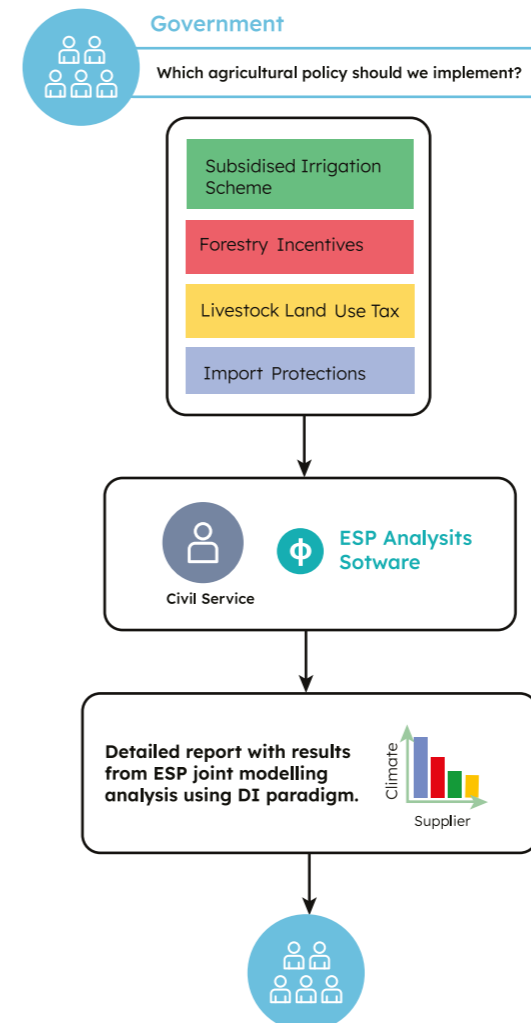 Government
Which agricultural policy should we implement?
Subsidised Irrigation
Scheme
Forestry Incentives
Livestock Land Use Tax
Import Protections
Civil Service
ϕ
ESP Analysits
Sotware
Detailed report with results
from ESP joint modelling
analysis using DI paradigm.
Climate
Supplier